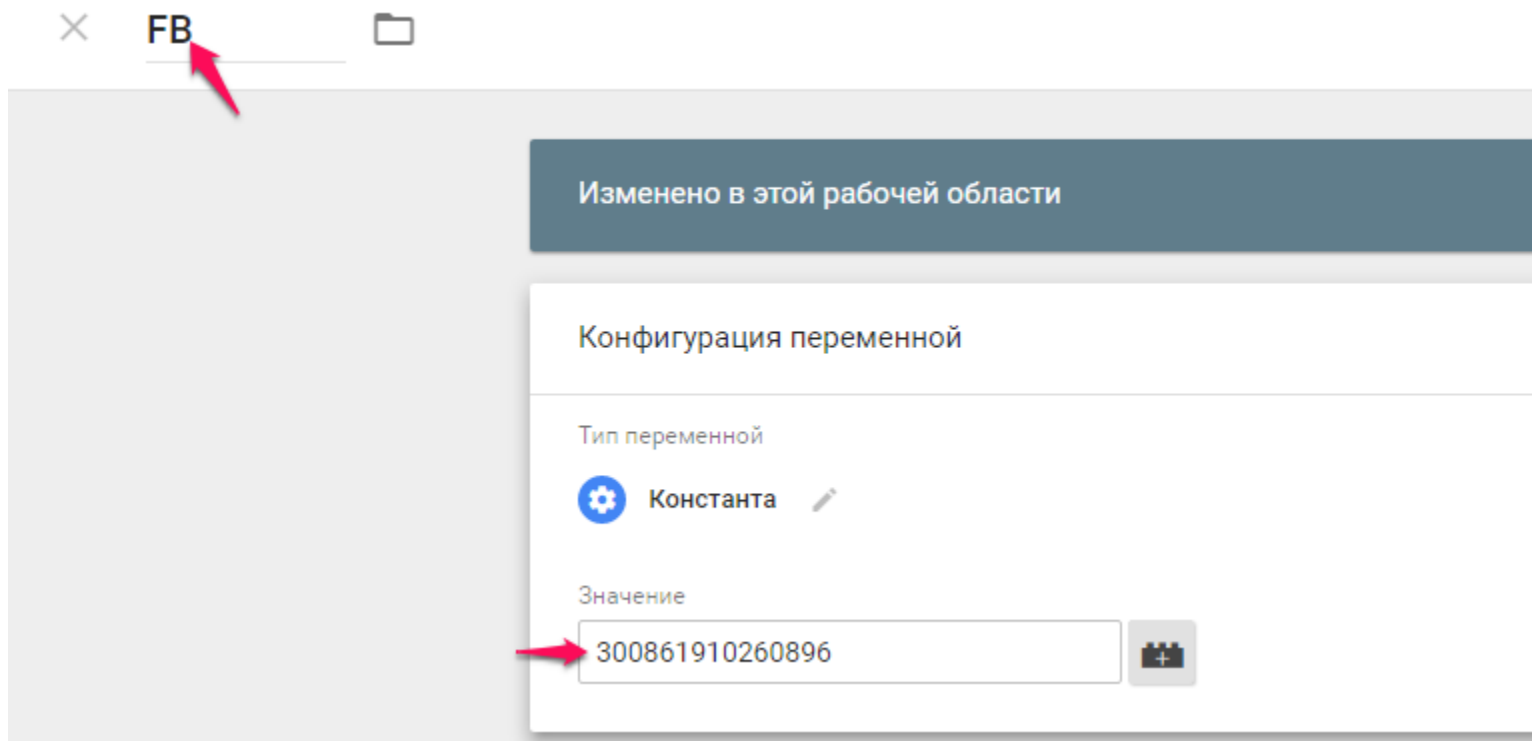 FB
Изменено в этой рабочей области
Конфигурация переменной
Тип переменной
Константа
Значение
300861910260896